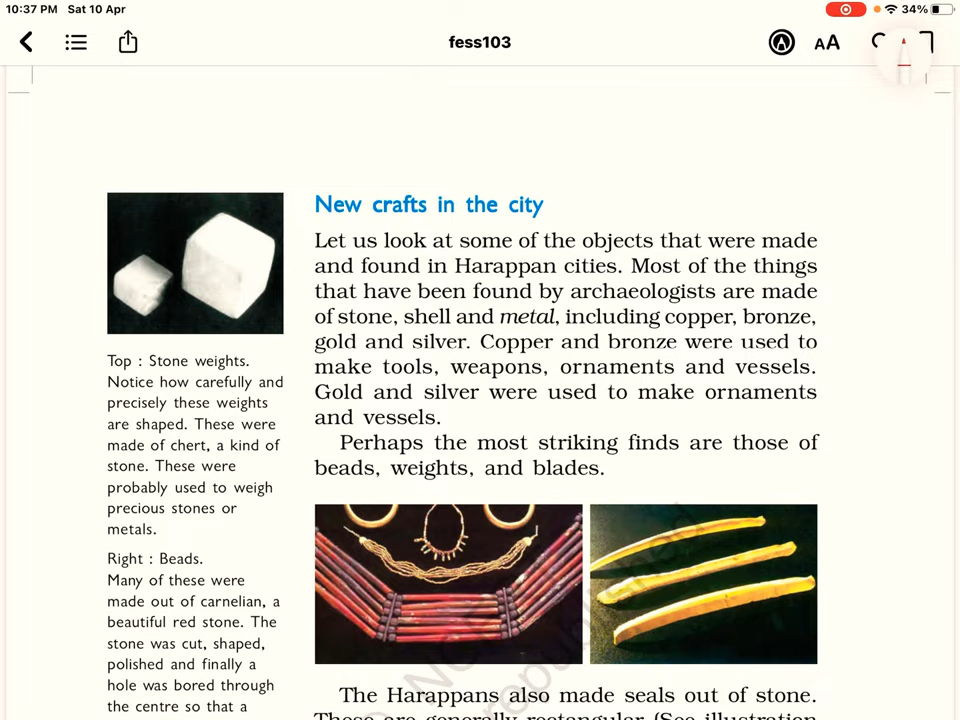 10:37 PM Sat 10 Apr
34%
fess103
AA
New crafts in the city
Let us look at some of the objects that were made
and found in Harappan cities. Most of the things
that have been found by archaeologists are made
of stone, shell and metal, including copper, bronze,
gold and silver. Copper and bronze were used to
make tools, weapons, ornaments and vessels.
Gold and silver were used to make ornaments
and vessels.
Perhaps the most striking finds are those of
beads, weights, and blades.
Top : Stone weights.
Notice how carefully and
precisely these weights
are shaped. These were
made of chert, a kind of
stone. These were
probably used to weigh
precious stones or
metals.
Right : Beads.
Many of these were
made out of carnelian, a
beautiful red stone. The
stone was cut, shaped,
polished and finally a
hole was bored through
the centre so that a
The Harappans also made seals out of stone.
These are generally rectangular (See illustration